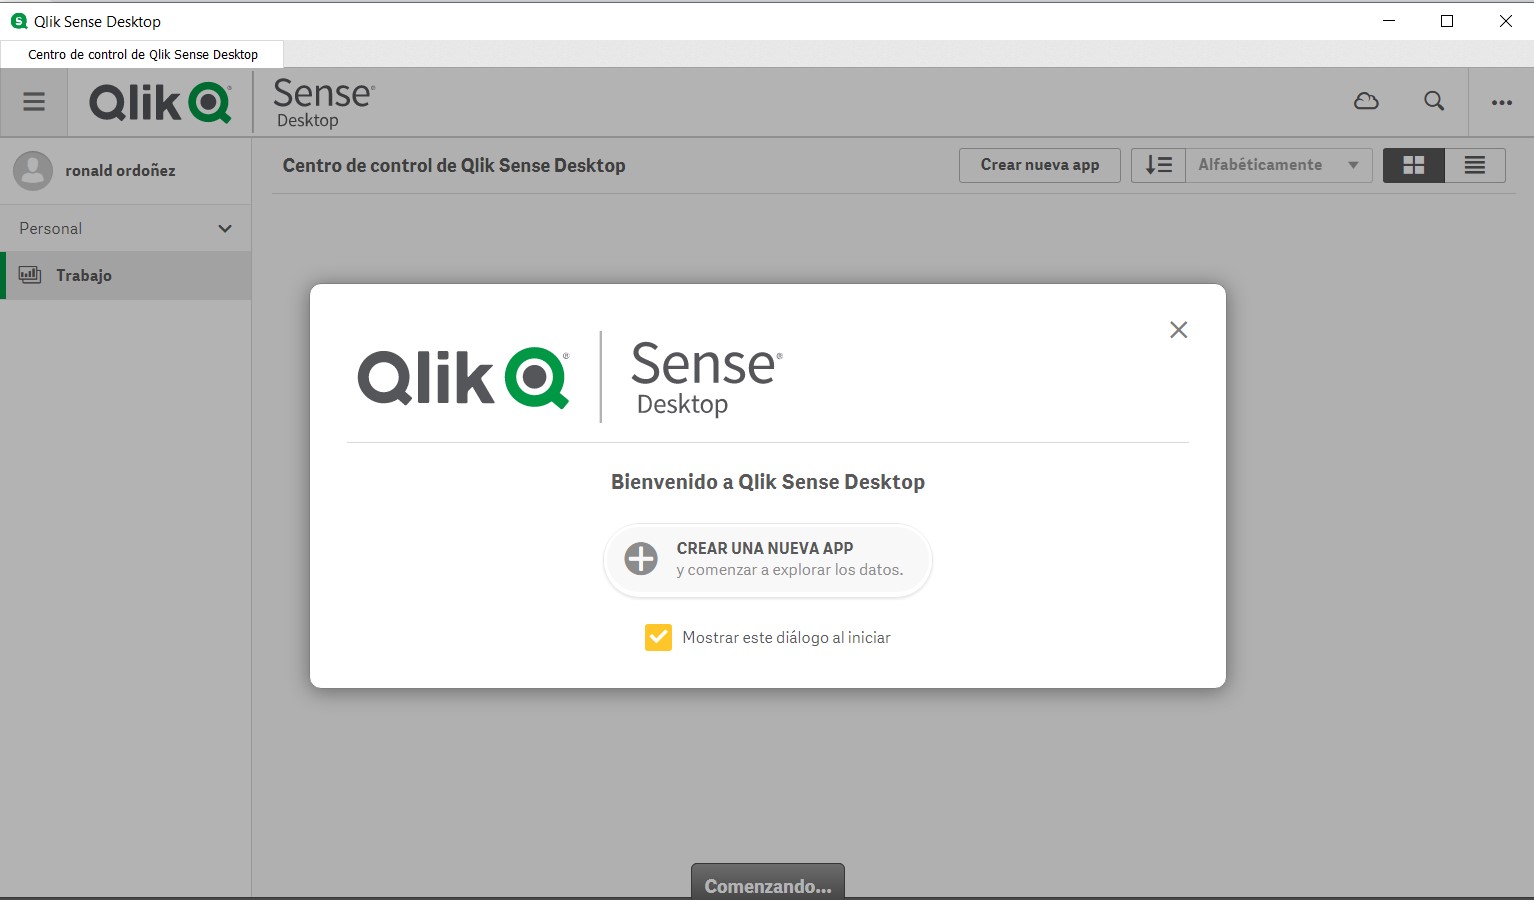 Qlik Sense Desktop
Centro de control de Qlik Sense Desktop
Qlik
Sense®
Desktop
ronald ordoñez
Personal
Trabajo
Centro de control de Qlik Sense Desktop
Crear nueva app
Alfabéticamente
Qlik ®
Sense®
Desktop
Bienvenido a Qlik Sense Desktop
CREAR UNA NUEVA APP
y comenzar a explorar los datos.
Mostrar este diálogo al iniciar
Comenzando...